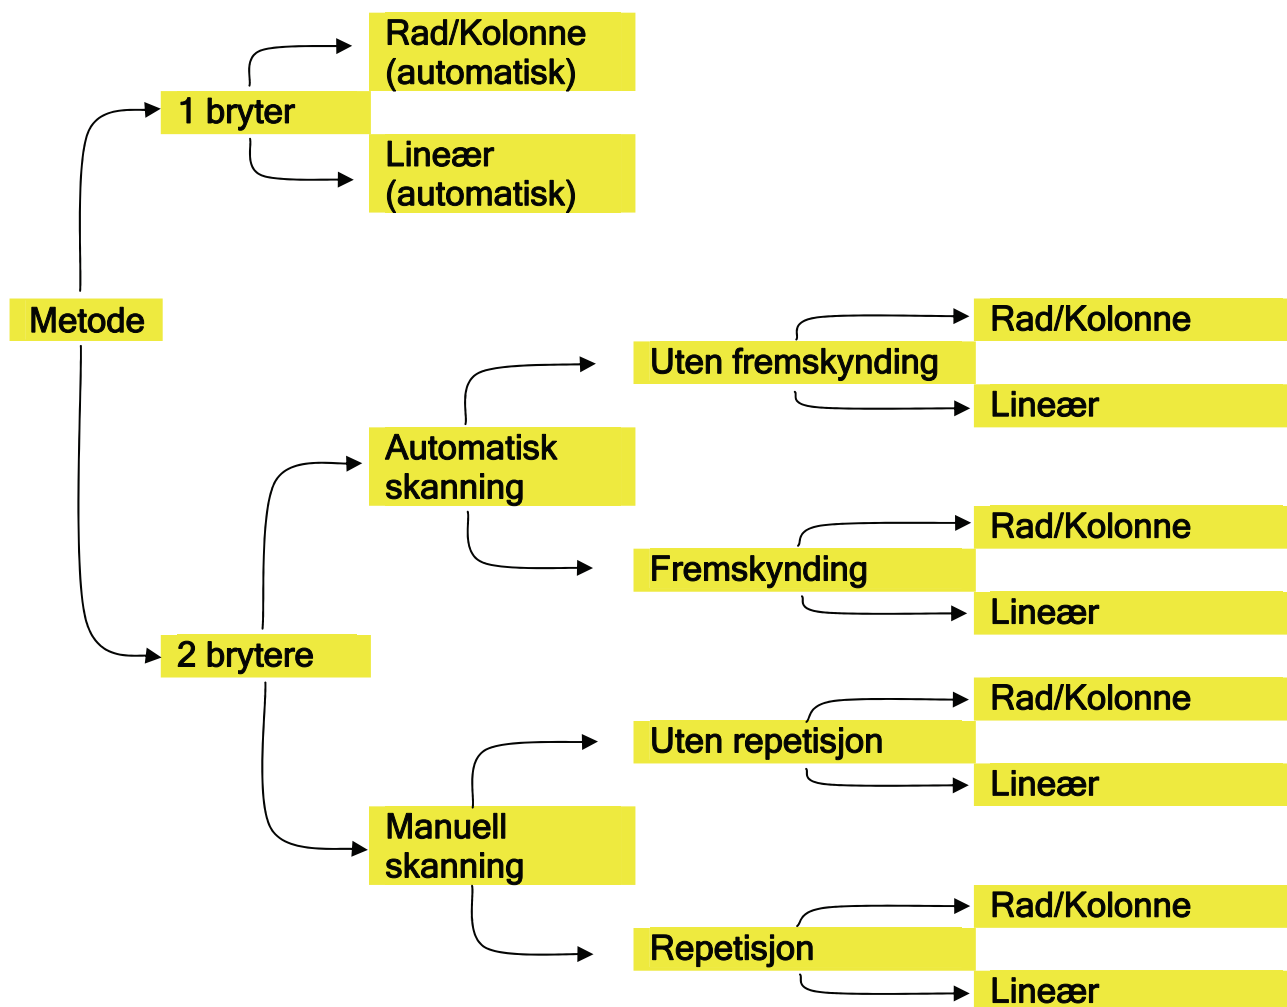 Rad/Kolonne
(automatisk)
1 bryter
Lineær
(automatisk)
Metode
Rad/Kolonne
Uten fremskynding
Lineær
Automatisk
skanning
Rad/Kolonne
Fremskynding
Lineær
2 brytere
Rad/Kolonne
Uten repetisjon
Lineær
Manuell
skanning
Rad/Kolonne
Repetisjon
Lineær